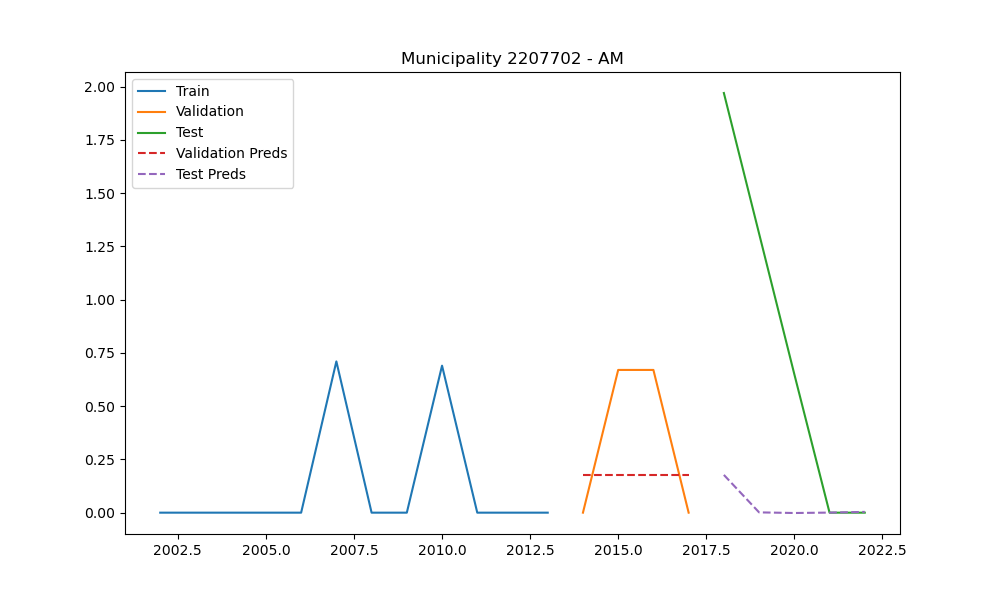 Municipality 2207702 - AM
Train
Validation
Test
Validation Preds
Test Preds
2.00
1.75
1.50
1.25
1.00
0.75
0.50
0.25
0.00
2002.5 2005.0 2007.5 2010.0 2012.5 2015.0 2017.5 2020.0 2022.5